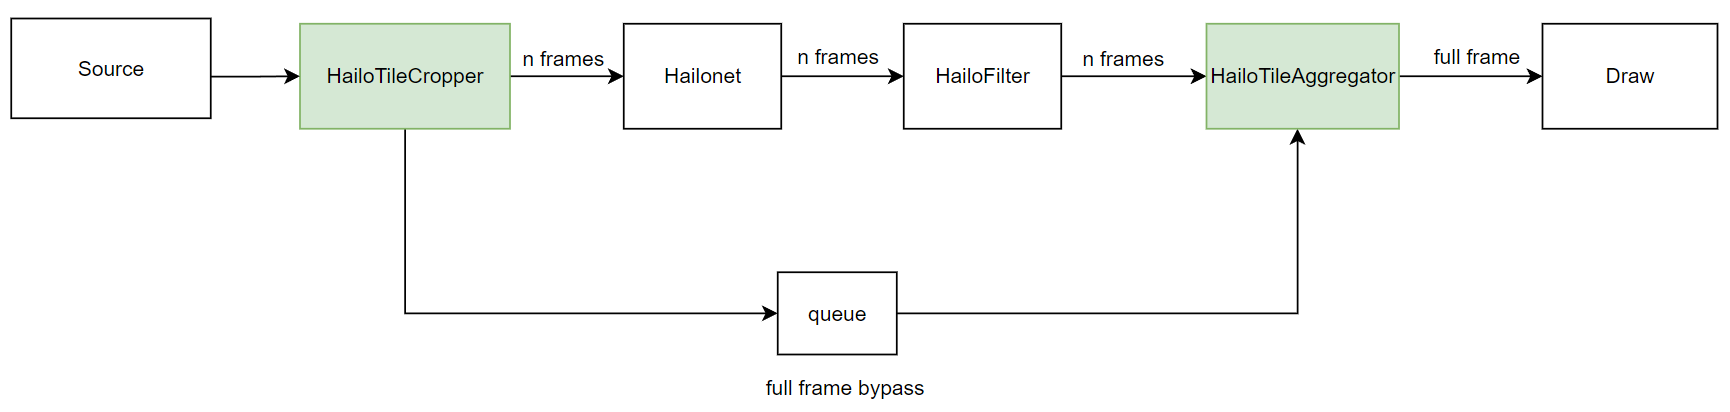 Source
HailoTileCropper
n frames
Hailonet
n frames
HailoFilter
n frames
HailoTileAggregator
full frame
Draw
queue
full frame bypass